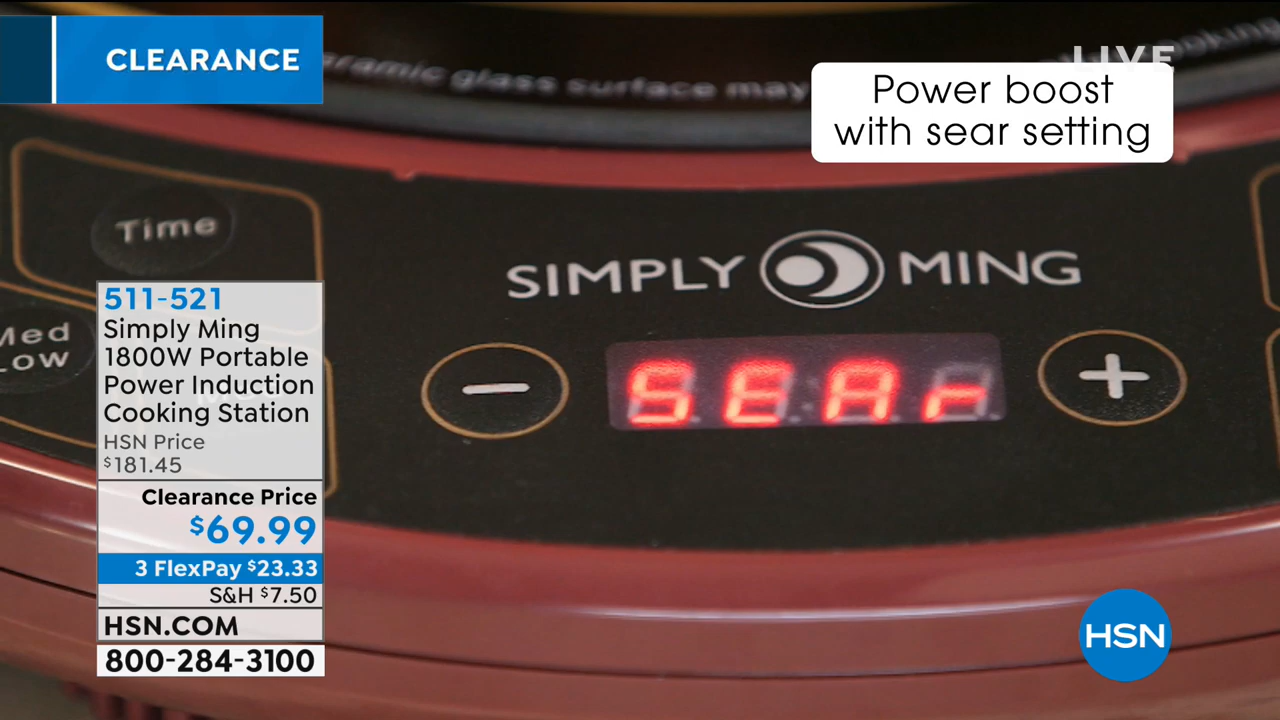 CLEARANCE
LIVE
ceramic glass surface may
cooking
Power boost
with sear setting
Time
SIMPLY MING
Med
Low
− SEAr +
511-521
Simply Ming
1800W Portable
Power Induction
Cooking Station
HSN Price
$181.45
Clearance Price
$69.99
3 FlexPay $23.33
S&H $7.50
HSN.COM
800-284-3100
HSN